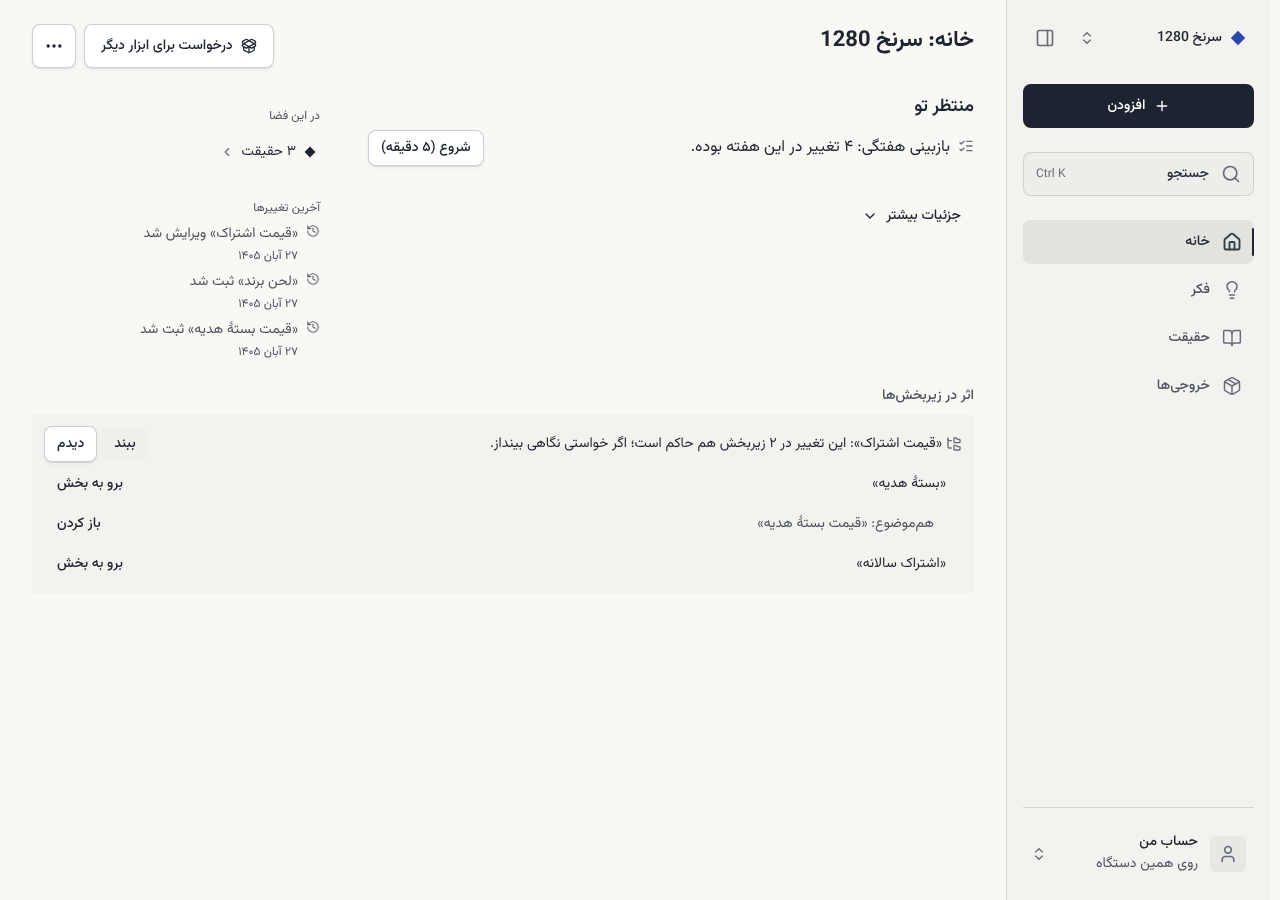 سرنخ 1280
افزودن
جستجو
Ctrl K
خانه
فکر
حقیقت
خروجی‌ها
حساب من
روی همین دستگاه
خانه: سرنخ 1280
درخواست برای ابزار دیگر
منتظر تو
بازبینی هفتگی: ۴ تغییر در این هفته بوده.
شروع (۵ دقیقه)
جزئیات بیشتر
در این فضا
۳ حقیقت
آخرین تغییرها
«قیمت اشتراک» ویرایش شد
۲۷ آبان ۱۴۰۵
«لحن برند» ثبت شد
۲۷ آبان ۱۴۰۵
«قیمت بستهٔ هدیه» ثبت شد
۲۷ آبان ۱۴۰۵
اثر در زیربخش‌ها
«قیمت اشتراک»: این تغییر در ۲ زیربخش هم حاکم است؛ اگر خواستی نگاهی بینداز.
ببند
دیدم
«بستهٔ هدیه»
برو به بخش
هم‌موضوع: «قیمت بستهٔ هدیه»
باز کردن
«اشتراک سالانه»
برو به بخش